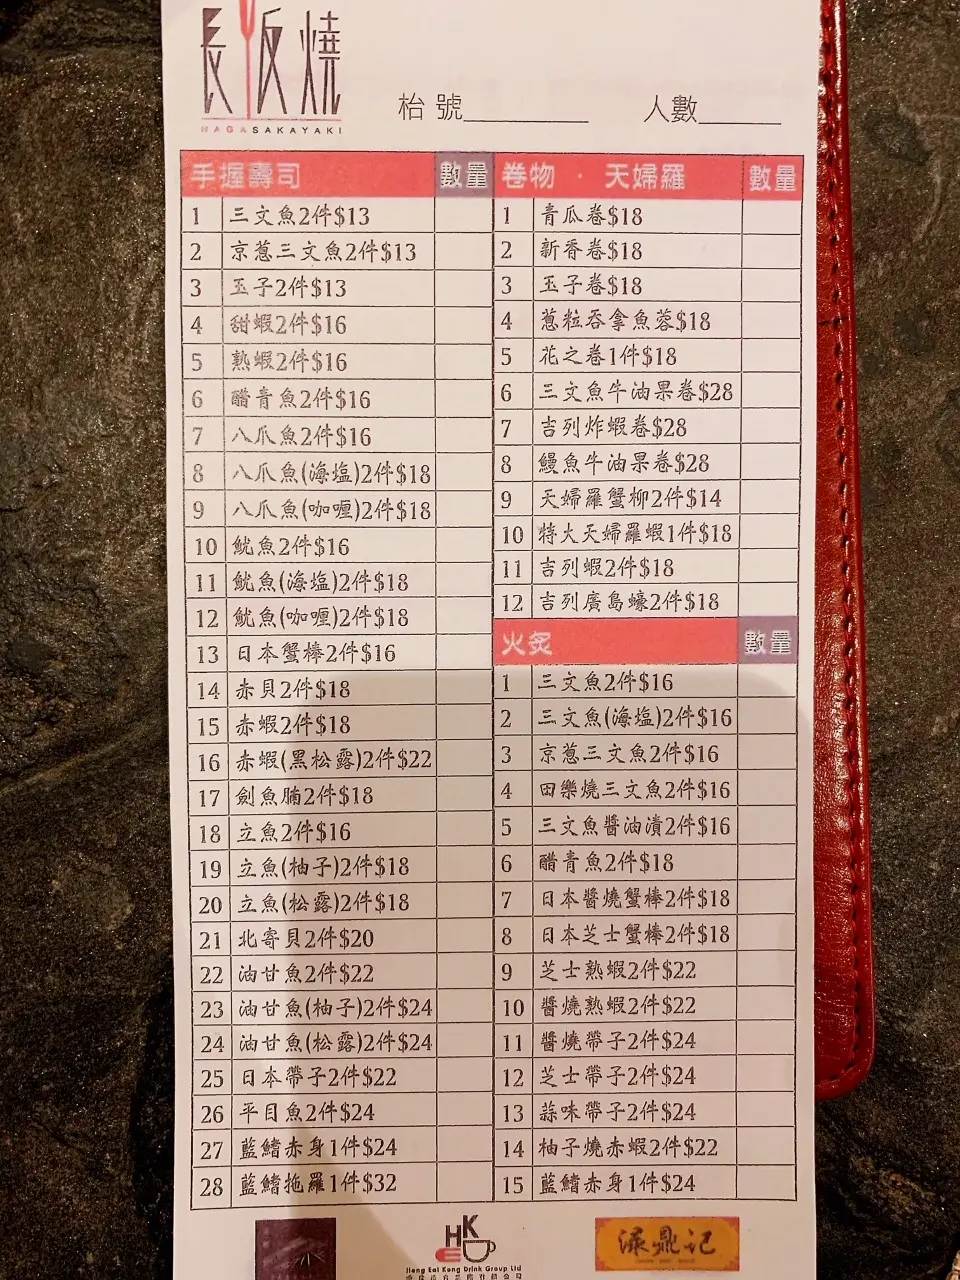 長阪燒
NAGASAKAYAKI
枱號 人數
手握壽司 數量
1 三文魚2件$13
2 京葱三文魚2件$13
3 玉子2件$13
4 甜蝦2件$16
5 熟蝦2件$16
6 醋青魚2件$16
7 八爪魚2件$16
8 八爪魚(海塩)2件$18
9 八爪魚(咖喱)2件$18
10 魷魚2件$16
11 魷魚(海塩)2件$18
12 魷魚(咖喱)2件$18
13 日本蟹棒2件$16
14 赤貝2件$18
15 赤蝦2件$18
16 赤蝦(黑松露)2件$22
17 劍魚腩2件$18
18 立魚2件$16
19 立魚(柚子)2件$18
20 立魚(松露)2件$18
21 北寄貝2件$20
22 油甘魚2件$22
23 油甘魚(柚子)2件$24
24 油甘魚(松露)2件$24
25 日本帶子2件$22
26 平目魚2件$24
27 藍鰭赤身1件$24
28 藍鰭拖羅1件$32
卷物 · 天婦羅 數量
1 青瓜卷$18
2 新香卷$18
3 玉子卷$18
4 葱粒吞拿魚蓉$18
5 花之卷1件$18
6 三文魚牛油果卷$28
7 吉列炸蝦卷$28
8 鰻魚牛油果卷$28
9 天婦羅蟹柳2件$14
10 特大天婦羅蝦1件$18
11 吉列蝦2件$18
12 吉列廣島蠔2件$18
火炙 數量
1 三文魚2件$16
2 三文魚(海塩)2件$16
3 京葱三文魚2件$16
4 田樂燒三文魚2件$16
5 三文魚醬油漬2件$16
6 醋青魚2件$18
7 日本醬燒蟹棒2件$18
8 日本芝士蟹棒2件$18
9 芝士熟蝦2件$22
10 醬燒熟蝦2件$22
11 醬燒帶子2件$24
12 芝士帶子2件$24
13 蒜味帶子2件$24
14 柚子燒赤蝦2件$22
15 藍鰭赤身1件$24
HK
Hong Eat Kong Drink Group Ltd
鼎記